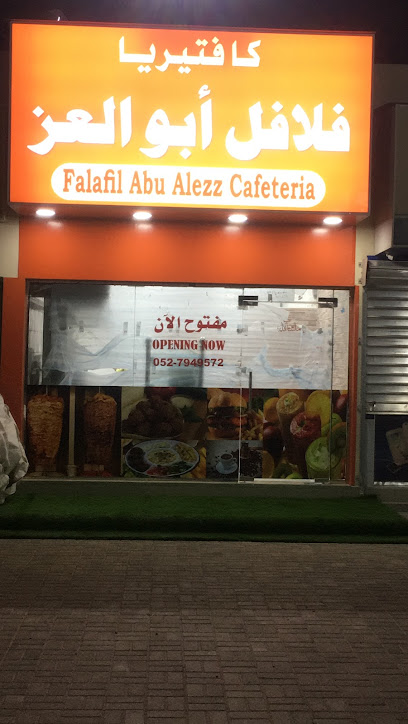 كافتيريا
فلافل أبو العز
Falafil Abu Alezz Cafeteria
مفتوح الآن
OPENING NOW
052-7949572